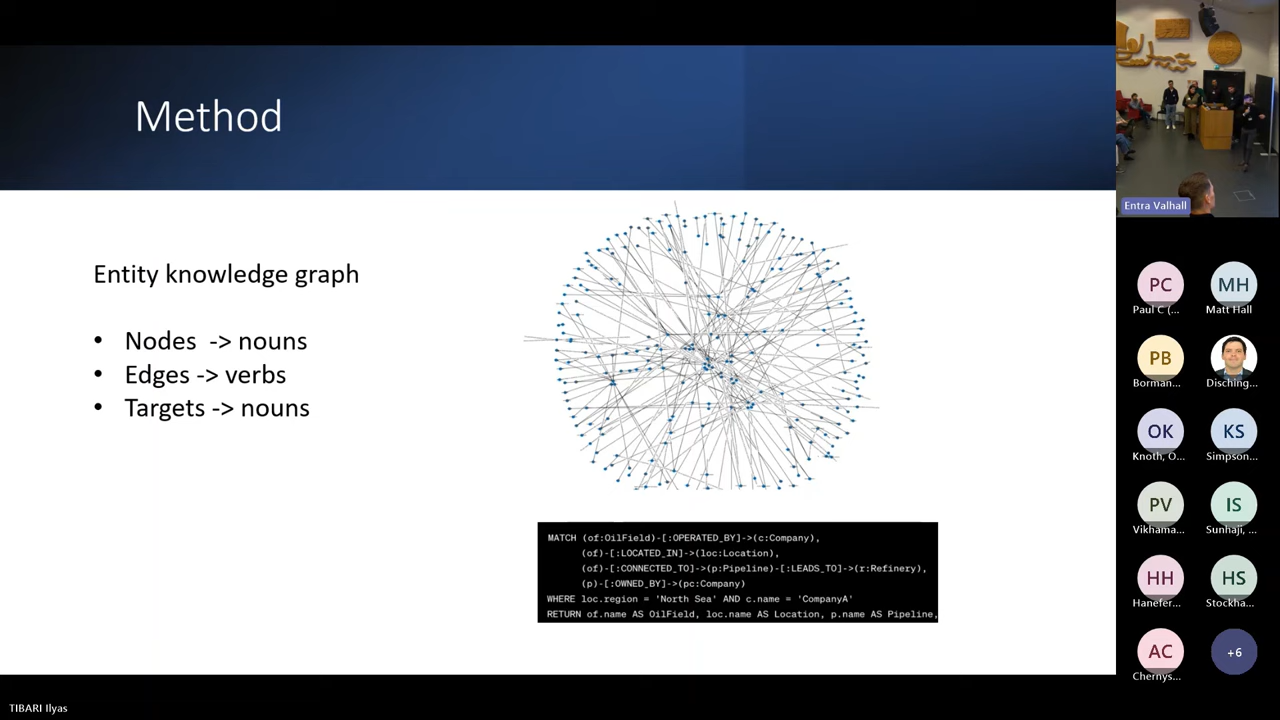 Method
Entity knowledge graph
• Nodes -> nouns
• Edges -> verbs
• Targets -> nouns
MATCH (of:OilField)-[:OPERATED_BY]->(c:Company),
(of)-[:LOCATED_IN]->(loc:Location),
(of)-[:CONNECTED_TO]->(p:Pipeline)-[:LEADS_TO]->(r:Refinery),
(p)-[:OWNED_BY]->(pc:Company)
WHERE loc.region = 'North Sea' AND c.name = 'CompanyA'
RETURN of.name AS OilField, loc.name AS Location, p.name AS Pipeline,
Entra Valhall
PC MH
Paul C (... Matt Hall
PB
Borman... Disching...
OK KS
Knoth, O... Simpson...
PV IS
Vikhama... Sunhaji, ...
HH HS
Hanefer... Stockha...
AC +6
Chernys...
TIBARI Ilyas